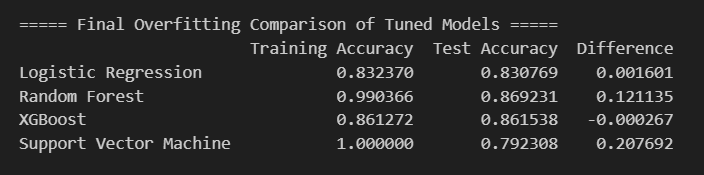 ===== Final Overfitting Comparison of Tuned Models =====
Training Accuracy Test Accuracy Difference
Logistic Regression 0.832370 0.830769 0.001601
Random Forest 0.990366 0.869231 0.121135
XGBoost 0.861272 0.861538 -0.000267
Support Vector Machine 1.000000 0.792308 0.207692